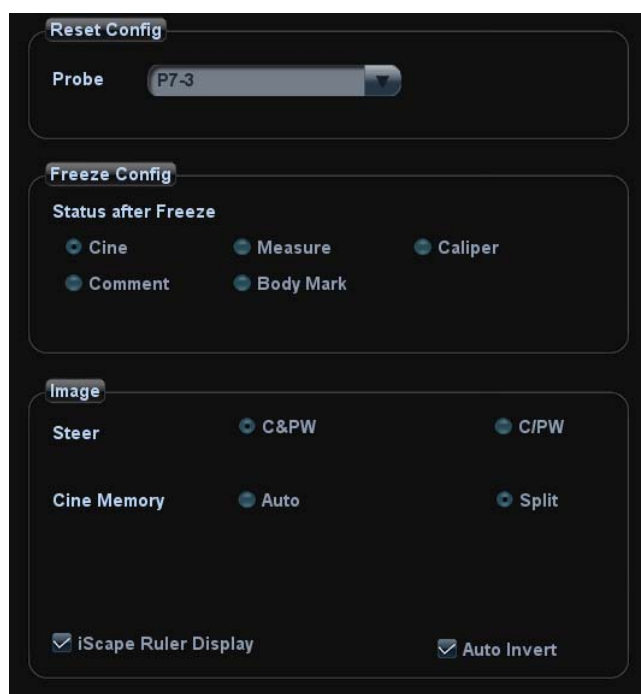 Reset Config
Probe P7-3
Freeze Config
Status after Freeze
Cine Measure Caliper
Comment Body Mark
Image
Steer C&PW C/PW
Cine Memory Auto Split
iScape Ruler Display Auto Invert